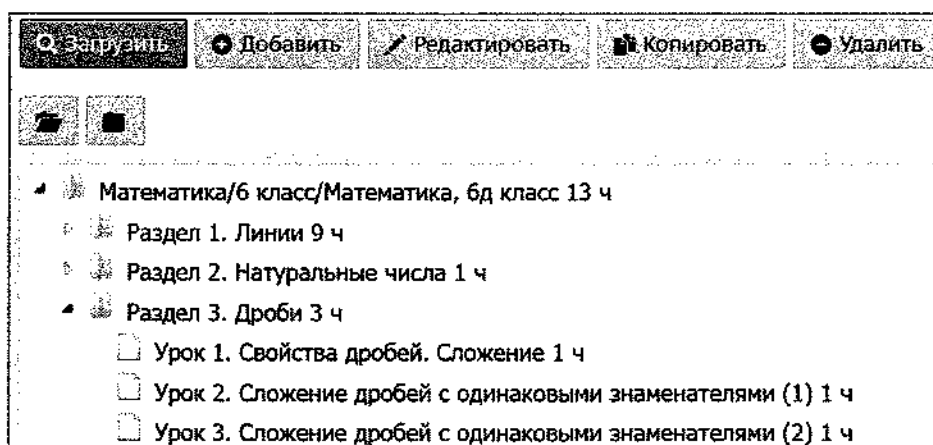 Загрузить Добавить Редактировать Копировать Удалить
Математика/6 класс/Математика, 6д класс 13 ч
Раздел 1. Линии 9 ч
Раздел 2. Натуральные числа 1 ч
Раздел 3. Дроби 3 ч
Урок 1. Свойства дробей. Сложение 1 ч
Урок 2. Сложение дробей с одинаковыми знаменателями (1) 1 ч
Урок 3. Сложение дробей с одинаковыми знаменателями (2) 1 ч